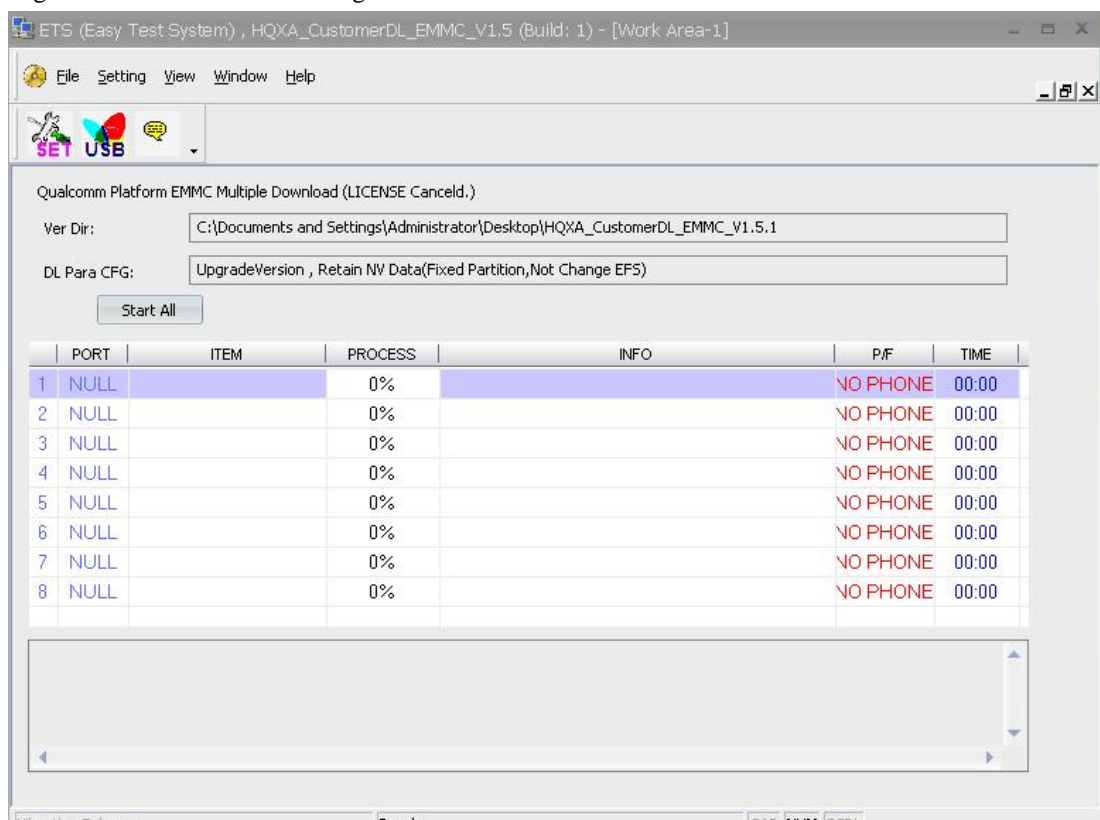 ETS (Easy Test System) , HQXA_CustomerDL_EMMC_V1.5 (Build: 1) - [Work Area-1]
File Setting View Window Help
SET USB
Qualcomm Platform EMMC Multiple Download (LICENSE Canceld.)
Ver Dir: C:\Documents and Settings\Administrator\Desktop\HQXA_CustomerDL_EMMC_V1.5.1
DL Para CFG: UpgradeVersion , Retain NV Data(Fixed Partition,Not Change EFS)
Start All
PORT ITEM PROCESS INFO P/F TIME
1 NULL 0% NO PHONE 00:00
2 NULL 0% NO PHONE 00:00
3 NULL 0% NO PHONE 00:00
4 NULL 0% NO PHONE 00:00
5 NULL 0% NO PHONE 00:00
6 NULL 0% NO PHONE 00:00
7 NULL 0% NO PHONE 00:00
8 NULL 0% NO PHONE 00:00